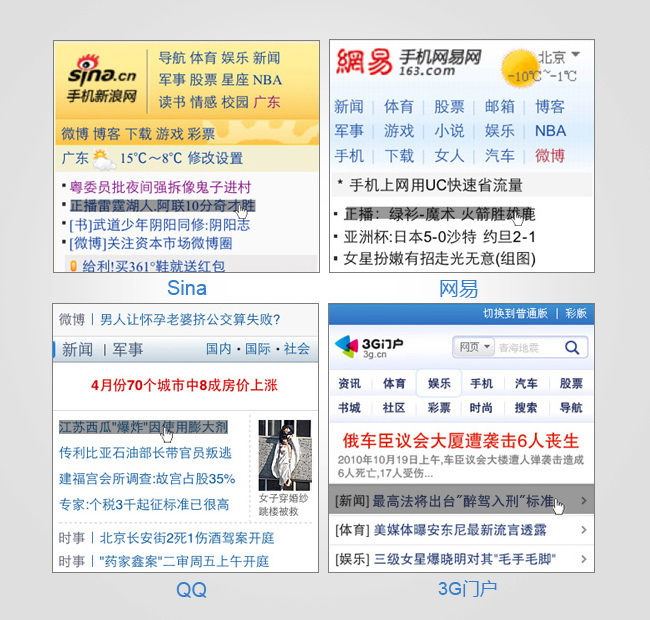 sina.cn
手机新浪网
导航 体育 娱乐 新闻
军事 股票 星座 NBA
读书 情感 校园 广东
微博 博客 下载 游戏 彩票
广东 15℃～8℃ 修改设置
粤委员批夜间强拆像鬼子进村
正播雷霆湖人.阿联10分奇才胜
[书]武道少年阴阳同修:阴阳志
[微博]关注资本市场微博圈
给利!买361°鞋就送红包
Sina
網易 手机网易网
163.com
北京
-10℃~-1℃
新闻 | 体育 | 股票 | 邮箱 | 博客
军事 | 游戏 | 小说 | 娱乐 | NBA
手机 | 下载 | 女人 | 汽车 | 微博
* 手机上网用UC快速省流量
正播：绿衫-魔术 火箭胜雄鹿
亚洲杯:日本5-0沙特 约旦2-1
女星扮嫩有招走光无意(组图)
网易
微博 | 男人让怀孕老婆挤公交算失败?
新闻 | 军事 国内・国际・社会
4月份70个城市中8成房价上涨
江苏西瓜"爆炸"因使用膨大剂
传利比亚石油部长带官员叛逃
建福宫会所调查:故宫占股35%
专家:个税3千起征标准已很高
女子穿婚纱
跳楼被救
时事 | 北京长安街2死1伤酒驾案开庭
时事 | "药家鑫案"二审周五上午开庭
QQ
切换到普通版 | 彩版
3G门户
3g.cn
网页 青海地震
资讯 体育 娱乐 手机 汽车 股票
书城 社区 彩票 时尚 搜索 导航
俄车臣议会大厦遭袭击6人丧生
2010年10月19日上午,车臣议会大楼遭人弹袭击造成
6人死亡,17人受伤...
[新闻] 最高法将出台"醉驾入刑"标准
[体育] 美媒体曝安东尼最新流言透露
[娱乐] 三级女星爆晓明对其"毛手毛脚"
3G门户